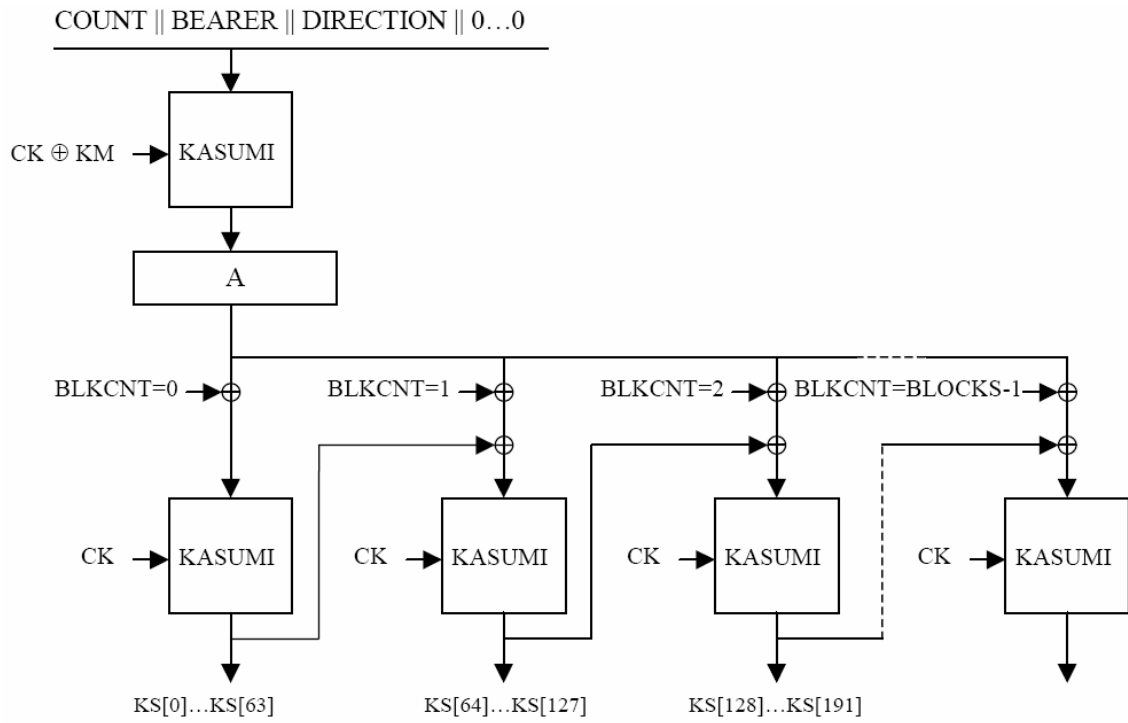 COUNT || BEARER || DIRECTION || 0…0
CK ⊕ KM
KASUMI
A
BLKCNT=0
BLKCNT=1
BLKCNT=2
BLKCNT=BLOCKS-1
CK
KASUMI
CK
KASUMI
CK
KASUMI
CK
KASUMI
KS[0]…KS[63]
KS[64]…KS[127]
KS[128]…KS[191]